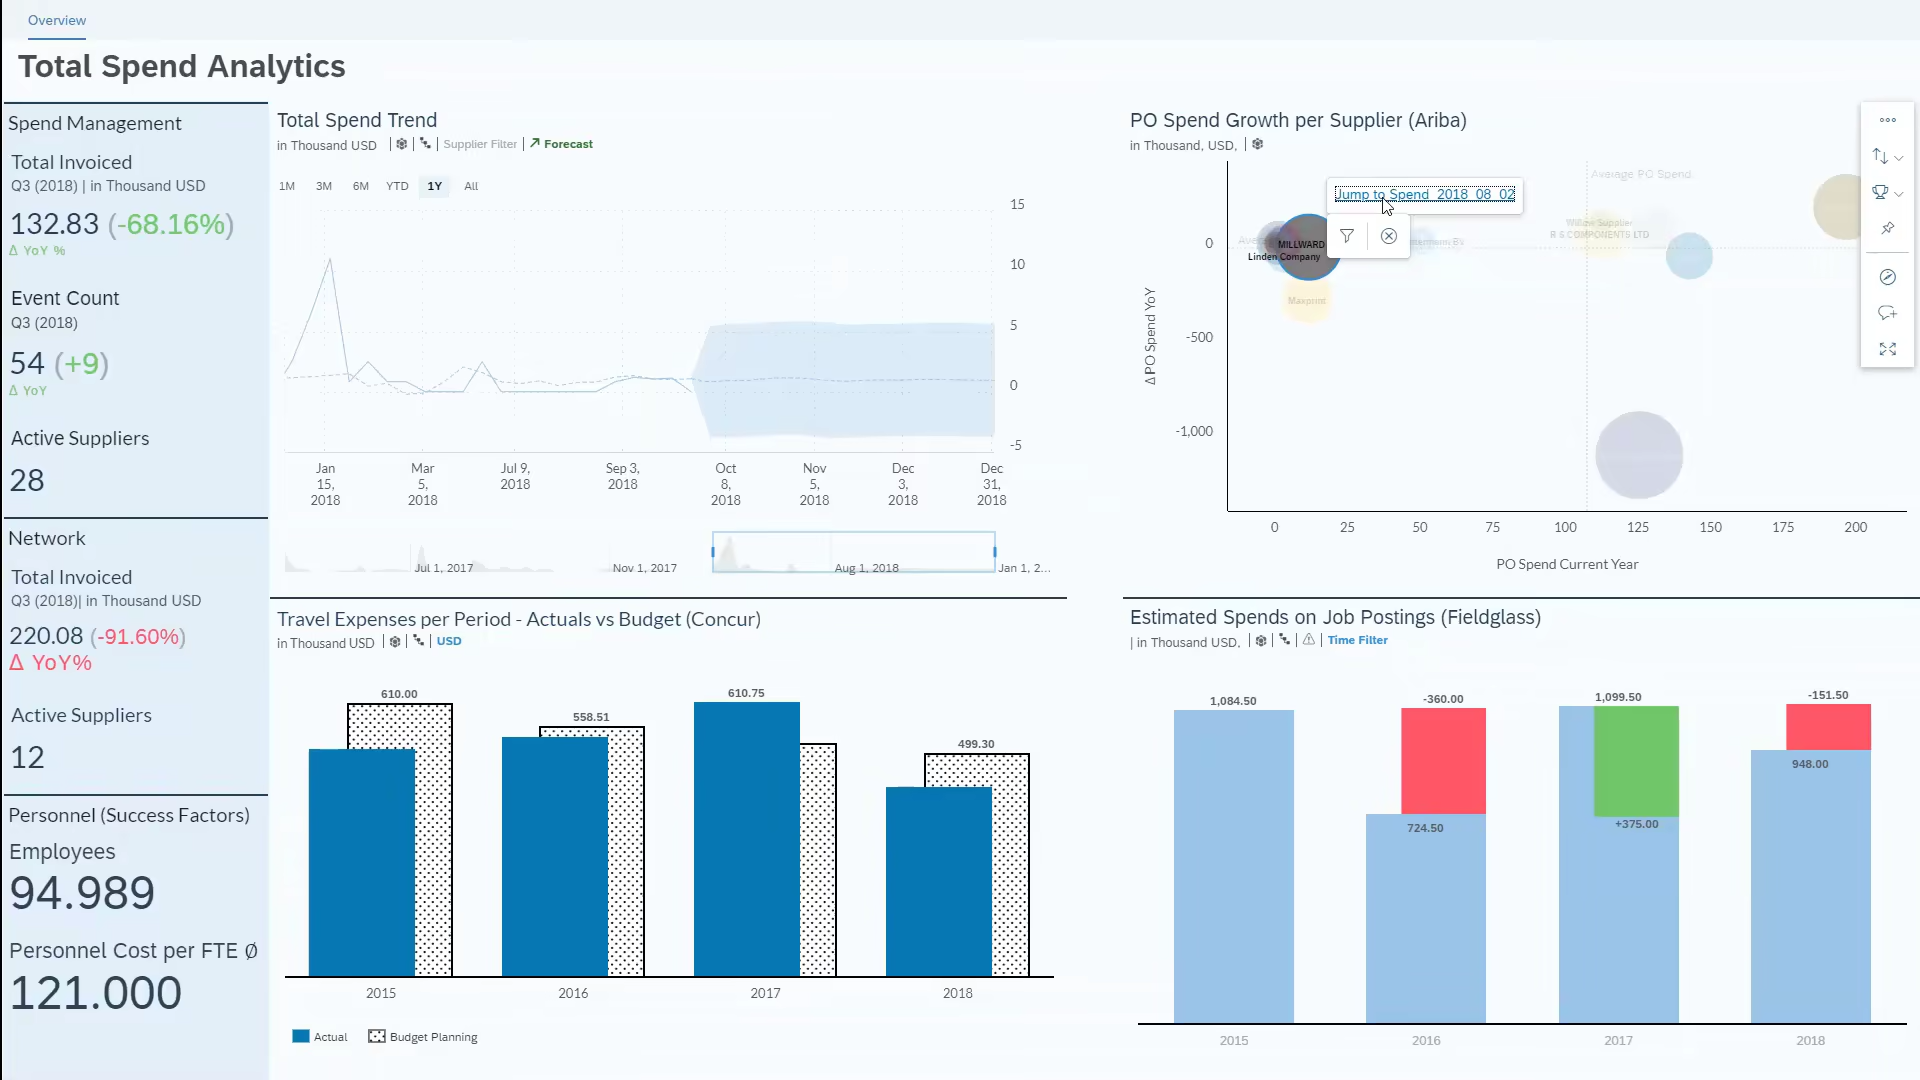 Overview
Total Spend Analytics
Spend Management
Total Invoiced
Q3 (2018) | in Thousand USD
132.83 (-68.16%)
Δ YoY %
Event Count
Q3 (2018)
54 (+9)
Δ YoY
Active Suppliers
28
Network
Total Invoiced
Q3 (2018)| in Thousand USD
220.08 (-91.60%)
Δ YoY%
Active Suppliers
12
Personnel (Success Factors)
Employees
94.989
Personnel Cost per FTE Ø
121.000
Total Spend Trend
in Thousand USD | | Supplier Filter | Forecast
1M 3M 6M YTD 1Y All
15
10
5
0
-5
Jan 15, 2018
Mar 5, 2018
Jul 9, 2018
Sep 3, 2018
Oct 8, 2018
Nov 5, 2018
Dec 3, 2018
Dec 31, 2018
Jul 1, 2017
Nov 1, 2017
Aug 1, 2018
Jan 1, 2...
PO Spend Growth per Supplier (Ariba)
in Thousand, USD, |
Average PO Spend
Jump to Spend_2018_08_02
Willow Supplier
R S COMPONENTS LTD
MILLWARD
Linden Company
Maxprint
Δ PO Spend YoY
0
-500
-1,000
0 25 50 75 100 125 150 175 200
PO Spend Current Year
Travel Expenses per Period - Actuals vs Budget (Concur)
in Thousand USD | | USD
610.00
558.51
610.75
499.30
2015 2016 2017 2018
Actual Budget Planning
Estimated Spends on Job Postings (Fieldglass)
| in Thousand USD, | | | Time Filter
1,084.50
-360.00
724.50
1,099.50
+375.00
-151.50
948.00
2015 2016 2017 2018